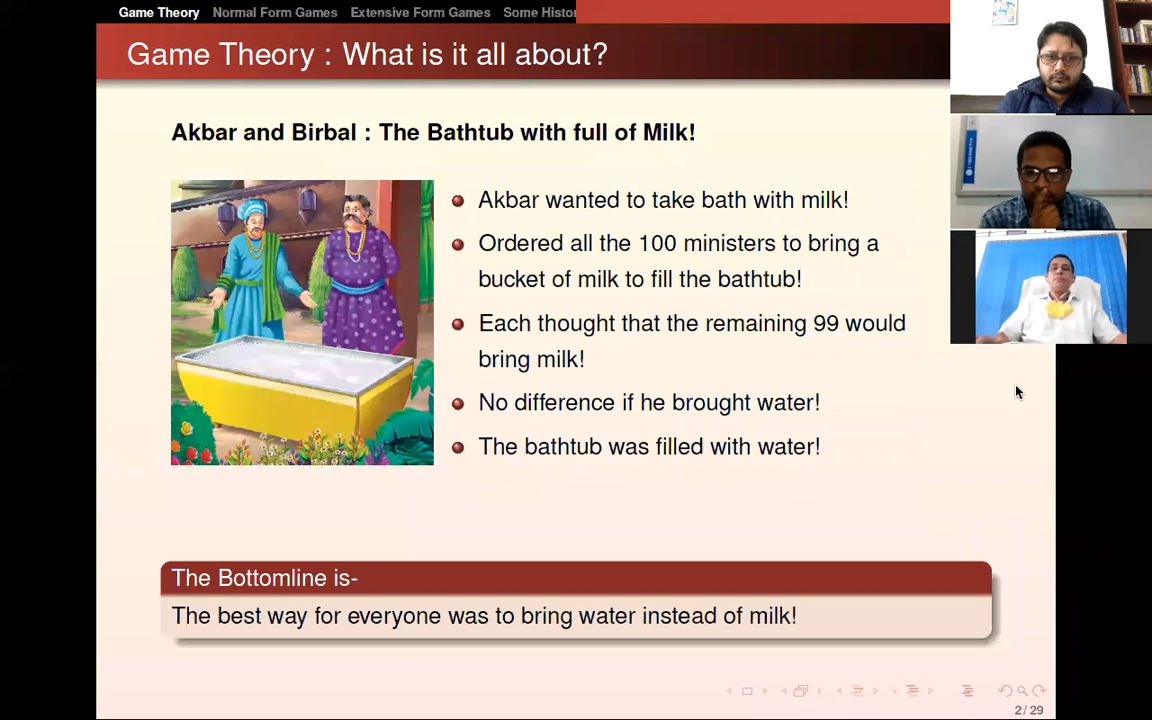 Game Theory Normal Form Games Extensive Form Games Some Histo
Game Theory : What is it all about?
Akbar and Birbal : The Bathtub with full of Milk!
Akbar wanted to take bath with milk!
Ordered all the 100 ministers to bring a
bucket of milk to fill the bathtub!
Each thought that the remaining 99 would
bring milk!
No difference if he brought water!
The bathtub was filled with water!
The Bottomline is-
The best way for everyone was to bring water instead of milk!
2 / 29